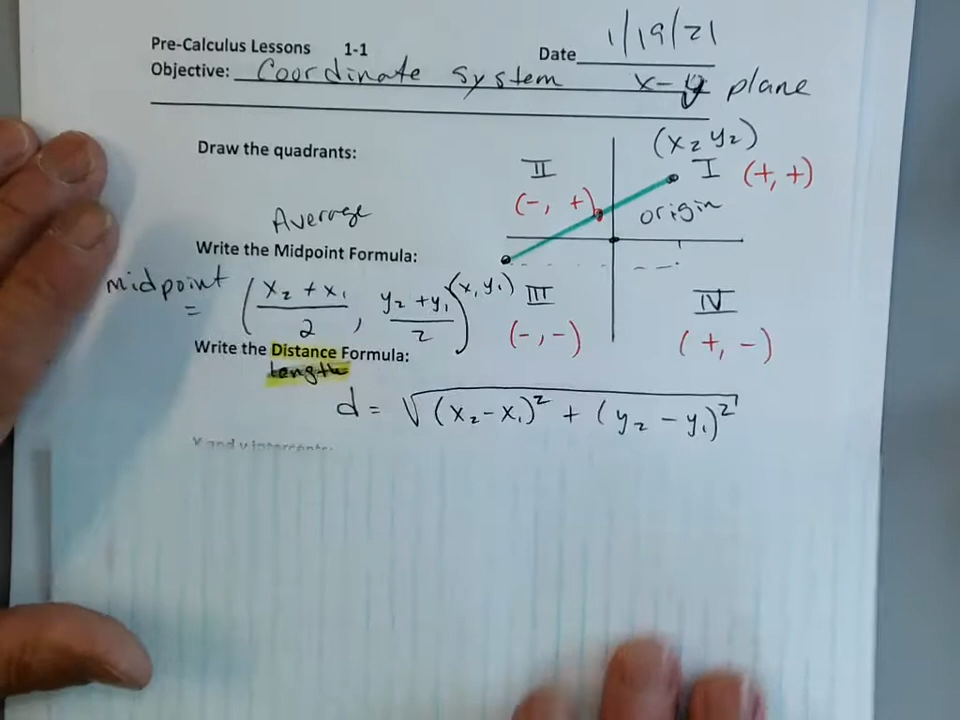 Pre-Calculus Lessons 1-1 Date 1/19/21
Objective: Coordinate system x-y plane
Draw the quadrants:
(x₂ y₂)
II I (+, +)
(-, +) origin
Average
Write the Midpoint Formula:
midpoint = ( (x₂ + x₁)/2 , (y₂ + y₁)/2 ) (x, y₁) III IV
(-, -) (+, -)
Write the Distance Formula:
Length
d = √((x₂ - x₁)² + (y₂ - y₁)²)
X and y intercepts: